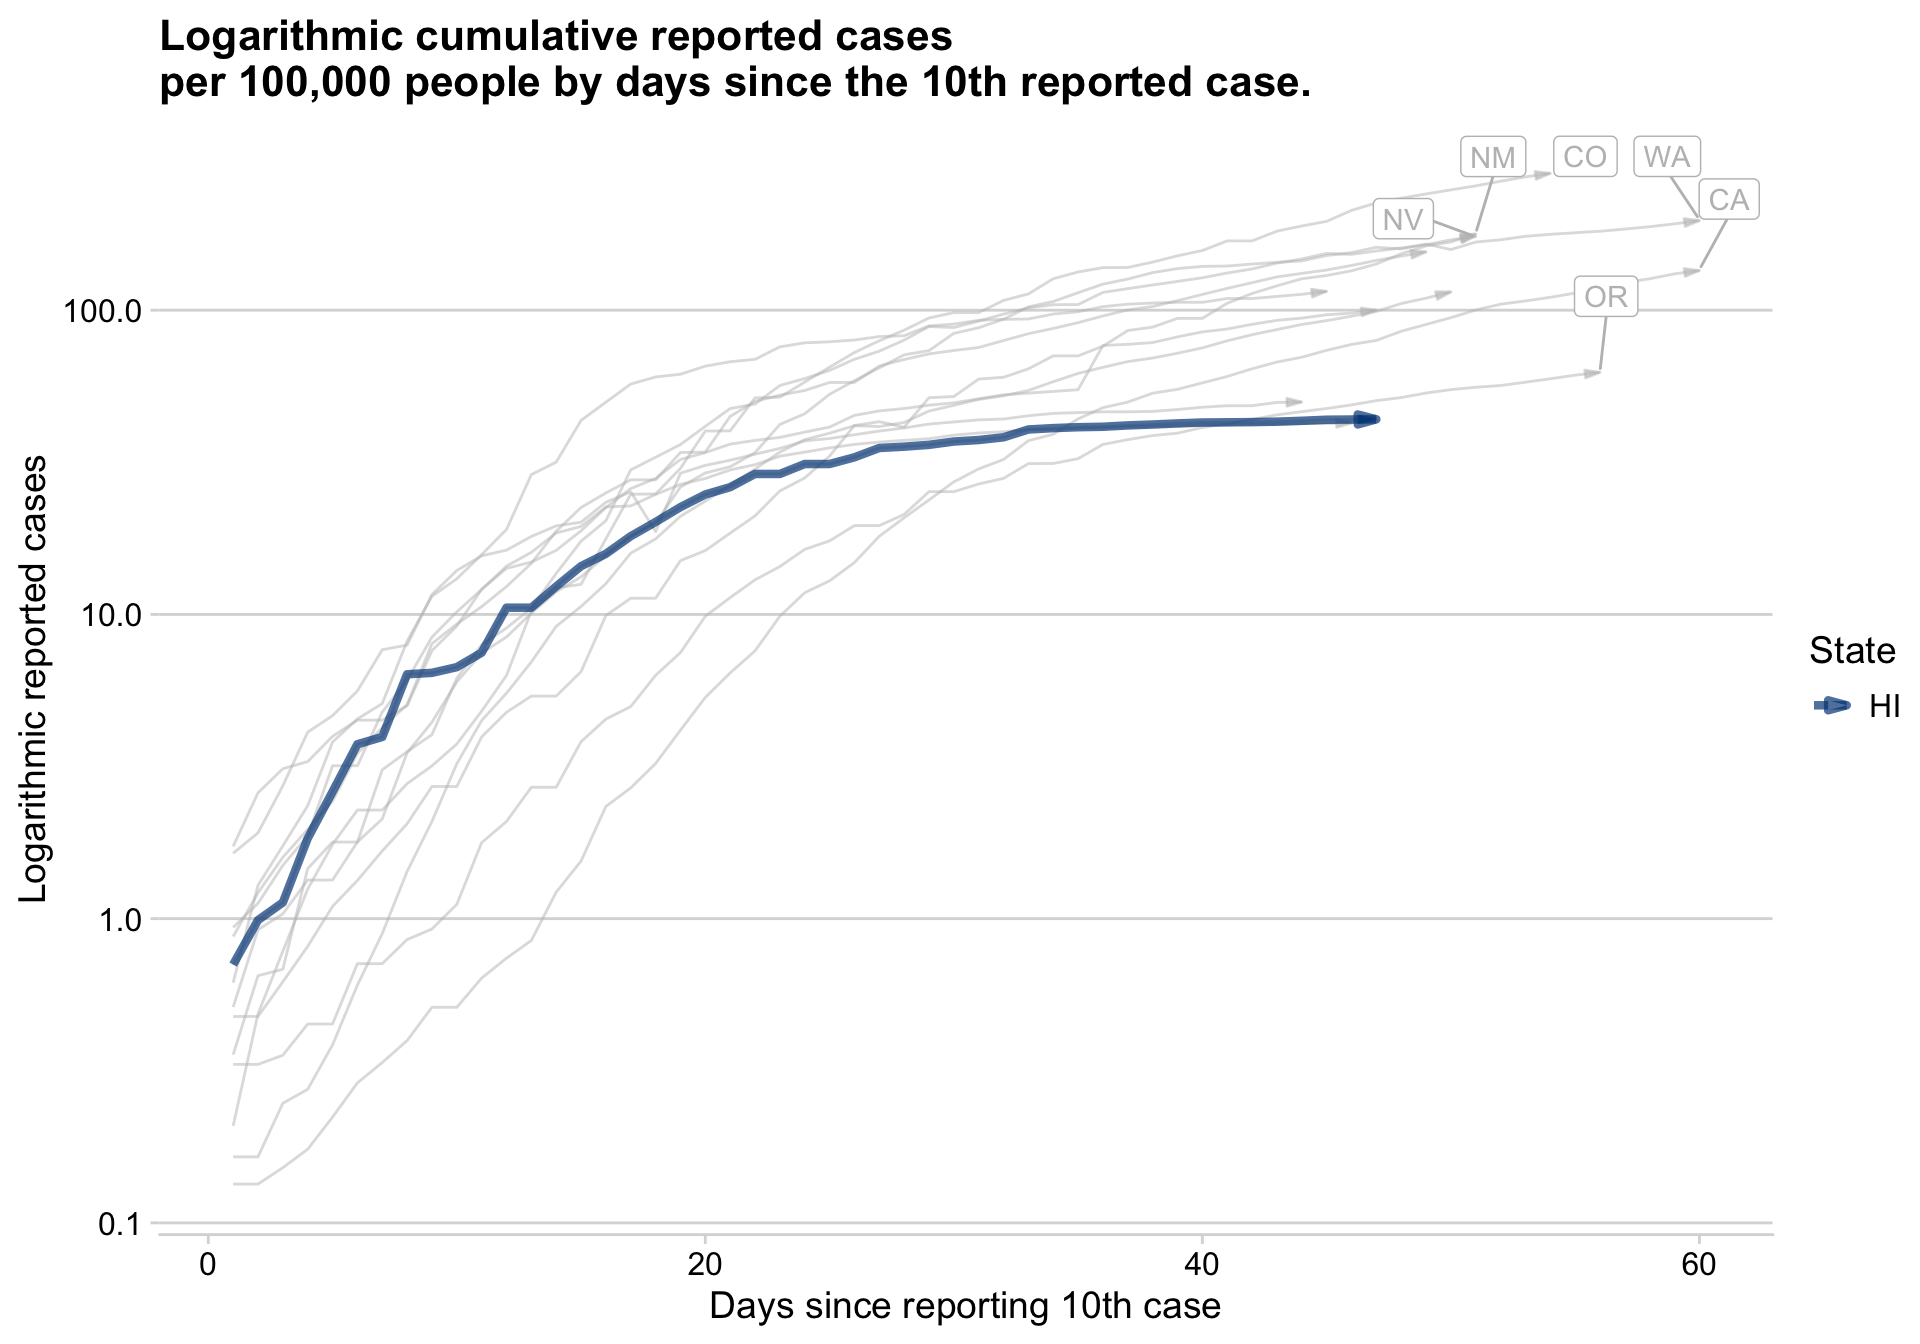 Logarithmic cumulative reported cases
per 100,000 people by days since the 10th reported case.
NM
CO
WA
CA
NV
OR
100.0
10.0
1.0
0.1
Logarithmic reported cases
0
20
40
60
Days since reporting 10th case
State
HI